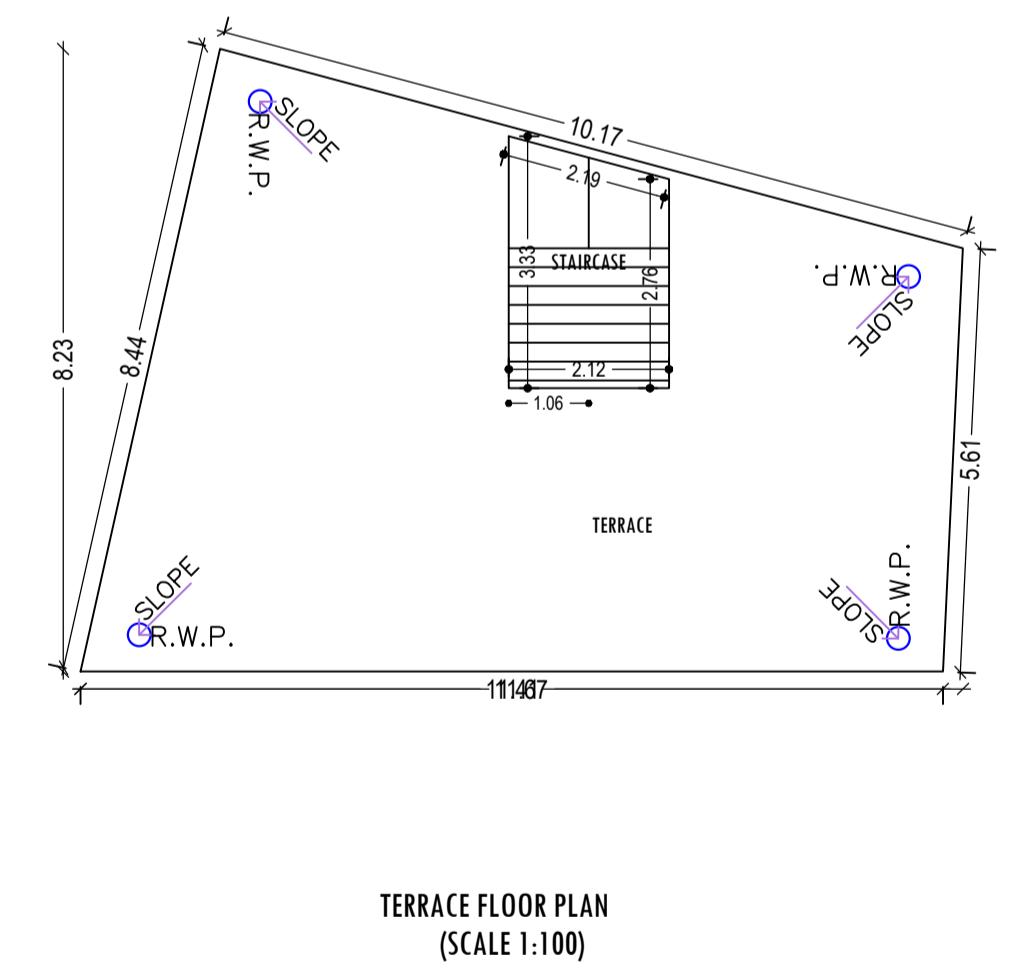 10.17
SLOPE
R.W.P.
2.19
3.33
STAIRCASE
2.76
R.W.P.
SLOPE
8.23
8.44
2.12
1.06
5.61
TERRACE
SLOPE
R.W.P.
SLOPE
R.W.P.
TERRACE FLOOR PLAN
(SCALE 1:100)